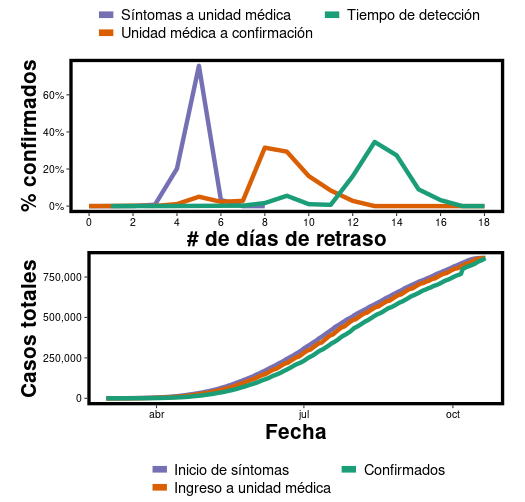 Síntomas a unidad médica
Tiempo de detección
Unidad médica a confirmación
% confirmados
60%
40%
20%
0%
0 2 4 6 8 10 12 14 16 18
# de días de retraso
Casos totales
750,000
500,000
250,000
0
abr jul oct
Fecha
Inicio de síntomas
Confirmados
Ingreso a unidad médica